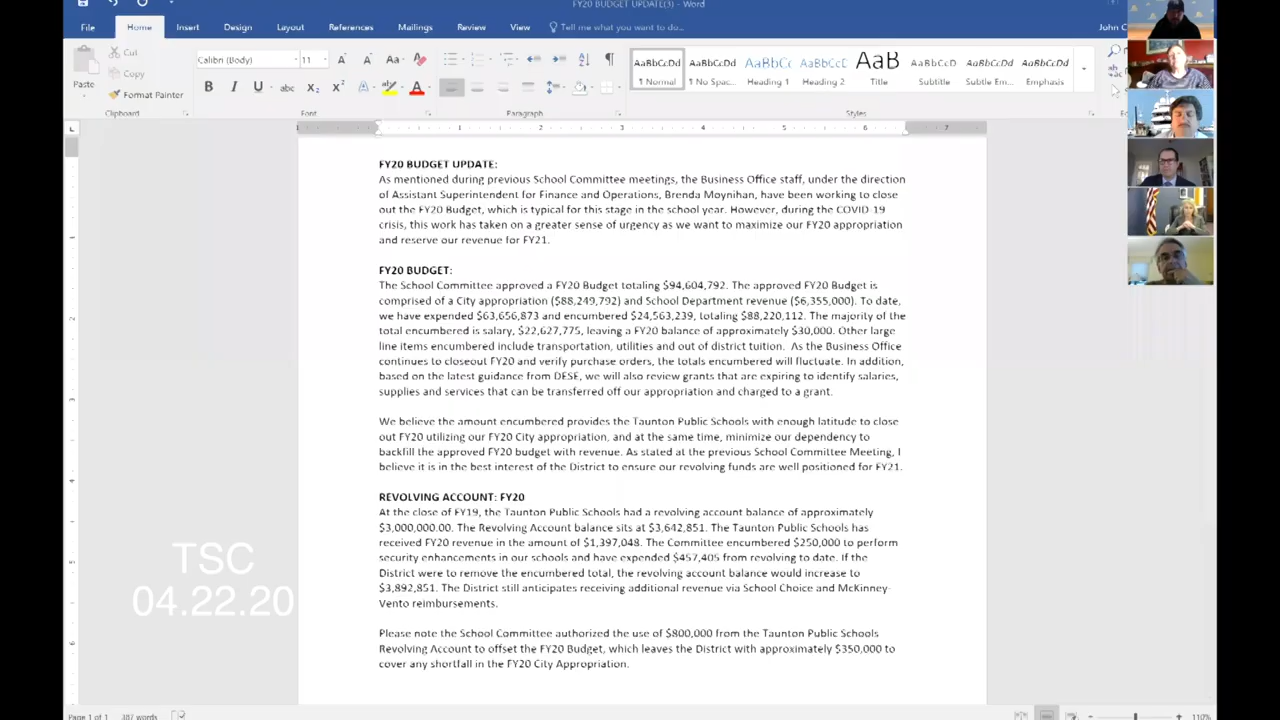 FY20 BUDGET UPDATE(3) - Word
File Home Insert Design Layout References Mailings Review View Tell me what you want to do... John C
Cut
Copy
Paste
Format Painter
Calibri (Body) 11
AaBbCcDd AaBbCcDd AaBbCc AaBbCcC AaB AaBbCcD AaBbCcDd AaBbCcDd
¶ Normal ¶ No Spac... Heading 1 Heading 2 Title Subtitle Subtle Em... Emphasis
Clipboard Font Paragraph Styles
1 1 2 3 4 5 6 7
FY20 BUDGET UPDATE:
As mentioned during previous School Committee meetings, the Business Office staff, under the direction
of Assistant Superintendent for Finance and Operations, Brenda Moynihan, have been working to close
out the FY20 Budget, which is typical for this stage in the school year. However, during the COVID-19
crisis, this work has taken on a greater sense of urgency as we want to maximize our FY20 appropriation
and reserve our revenue for FY21.
FY20 BUDGET:
The School Committee approved a FY20 Budget totaling $94,604,792. The approved FY20 Budget is
comprised of a City appropriation ($88,249,792) and School Department revenue ($6,355,000). To date,
we have expended $63,656,873 and encumbered $24,563,239, totaling $88,220,112. The majority of the
total encumbered is salary, $22,627,775, leaving a FY20 balance of approximately $30,000. Other large
line items encumbered include transportation, utilities and out of district tuition. As the Business Office
continues to closeout FY20 and verify purchase orders, the totals encumbered will fluctuate. In addition,
based on the latest guidance from DESE, we will also review grants that are expiring to identify salaries,
supplies and services that can be transferred off our appropriation and charged to a grant.
We believe the amount encumbered provides the Taunton Public Schools with enough latitude to close
out FY20 utilizing our FY20 City appropriation, and at the same time, minimize our dependency to
backfill the approved FY20 budget with revenue. As stated at the previous School Committee Meeting, I
believe it is in the best interest of the District to ensure our revolving funds are well positioned for FY21.
REVOLVING ACCOUNT: FY20
At the close of FY19, the Taunton Public Schools had a revolving account balance of approximately
$3,000,000.00. The Revolving Account balance sits at $3,642,851. The Taunton Public Schools has
received FY20 revenue in the amount of $1,397,048. The Committee encumbered $250,000 to perform
security enhancements in our schools and have expended $457,405 from revolving to date. If the
District were to remove the encumbered total, the revolving account balance would increase to
$3,892,851. The District still anticipates receiving additional revenue via School Choice and McKinney-
Vento reimbursements.
Please note the School Committee authorized the use of $800,000 from the Taunton Public Schools
Revolving Account to offset the FY20 Budget, which leaves the District with approximately $350,000 to
cover any shortfall in the FY20 City Appropriation.
TSC
04.22.20
Page 1 of 1 387 words 110%